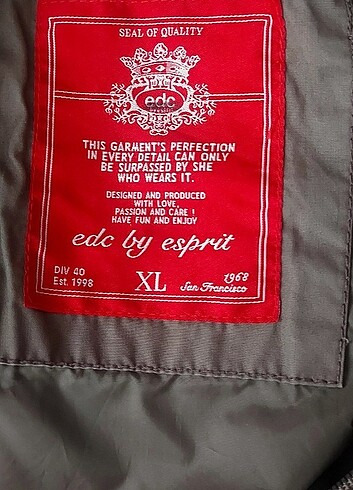 SEAL OF QUALITY
edc
THIS GARMENT'S PERFECTION
IN EVERY DETAIL CAN ONLY
BE SURPASSED BY SHE
WHO WEARS IT.
DESIGNED AND PRODUCED
WITH LOVE,
PASSION AND CARE !
HAVE FUN AND ENJOY
edc by esprit
DIV 40
Est. 1998
XL
1968
San Francisco